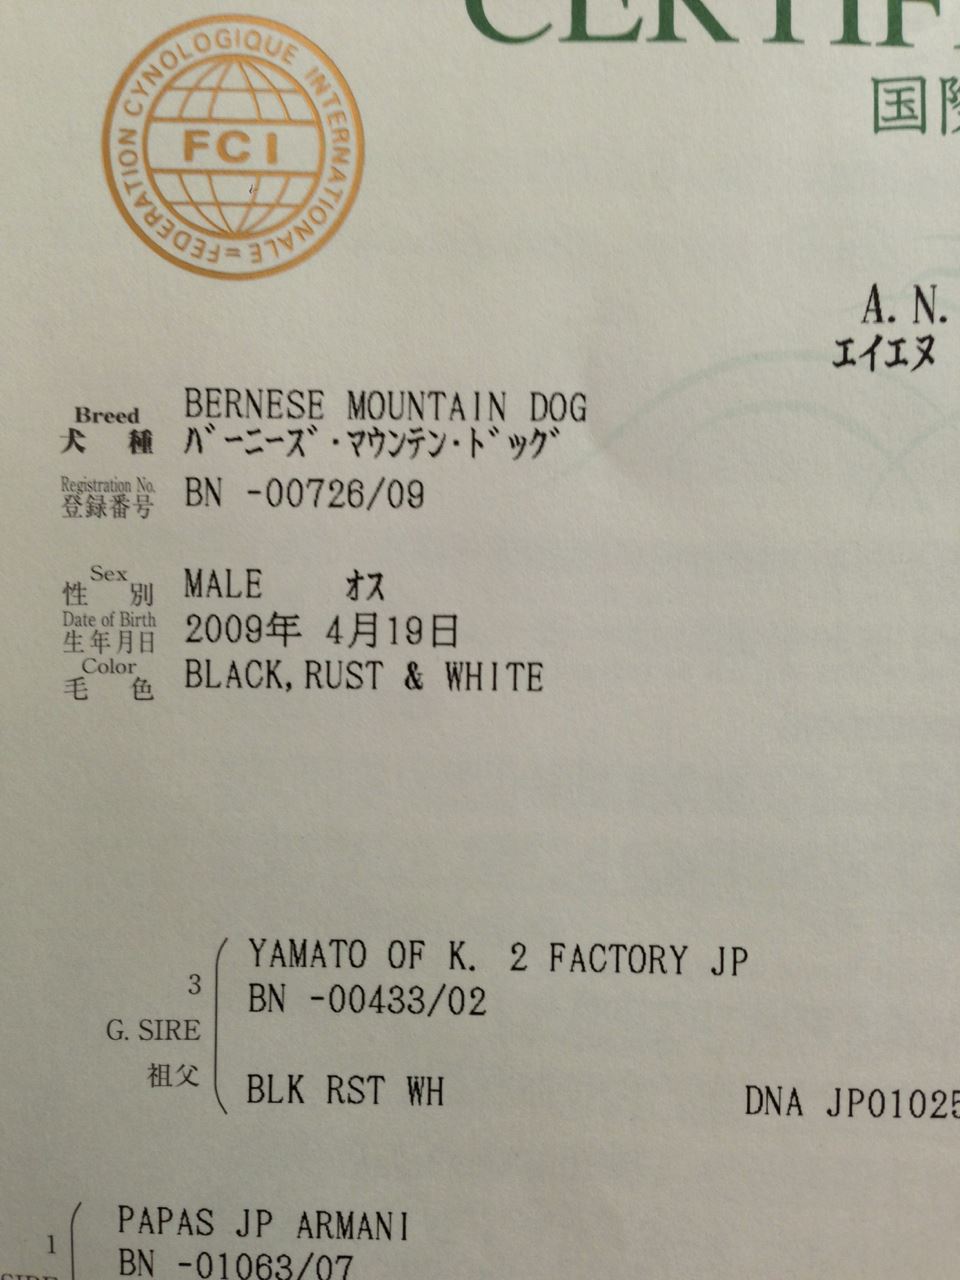 CERTIF
国際
FEDERATION CYNOLOGIQUE INTERNATIONALE=
FCI
A. N.
エイエヌ
Breed
BERNESE MOUNTAIN DOG
犬 種 バーニーズ・マウンテン・ドッグ
Registration No.
登録番号 BN -00726/09
Sex
性 別 MALE オス
Date of Birth
生年月日 2009年 4月19日
Color
毛 色 BLACK,RUST & WHITE
YAMATO OF K. 2 FACTORY JP
3
BN -00433/02
G. SIRE
祖父
BLK RST WH DNA JP01025
PAPAS JP ARMANI
1
BN -01063/07
SIRE